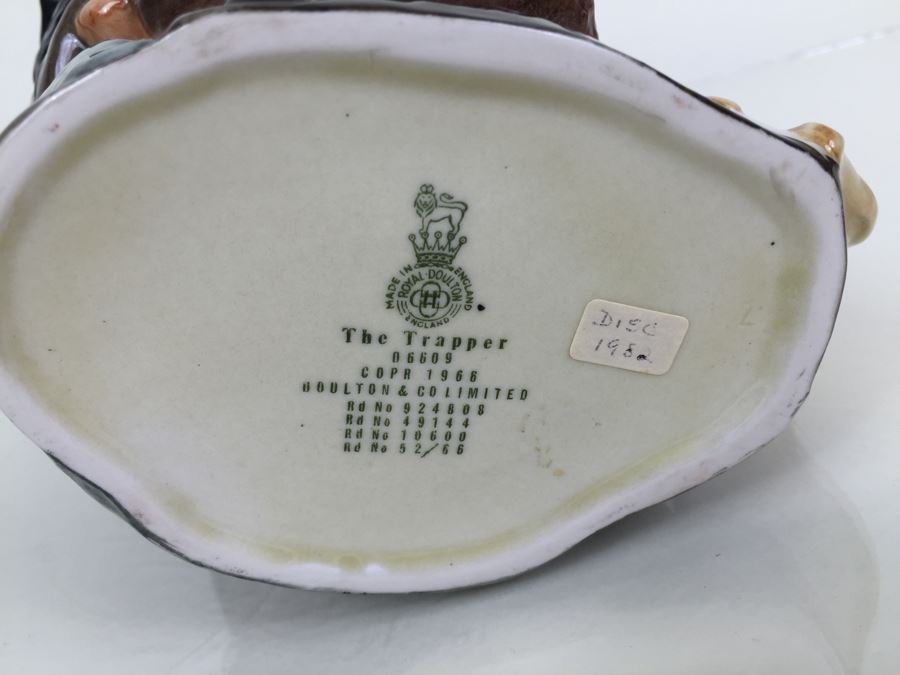 MADE IN ENGLAND
ROYAL DOULTON
ENGLAND
The Trapper
D6609
COPR 1966
DOULTON & CO LIMITED
Rd No 924808
Rd No 49144
Rd No 10600
Rd No 52/66
DISC
1982